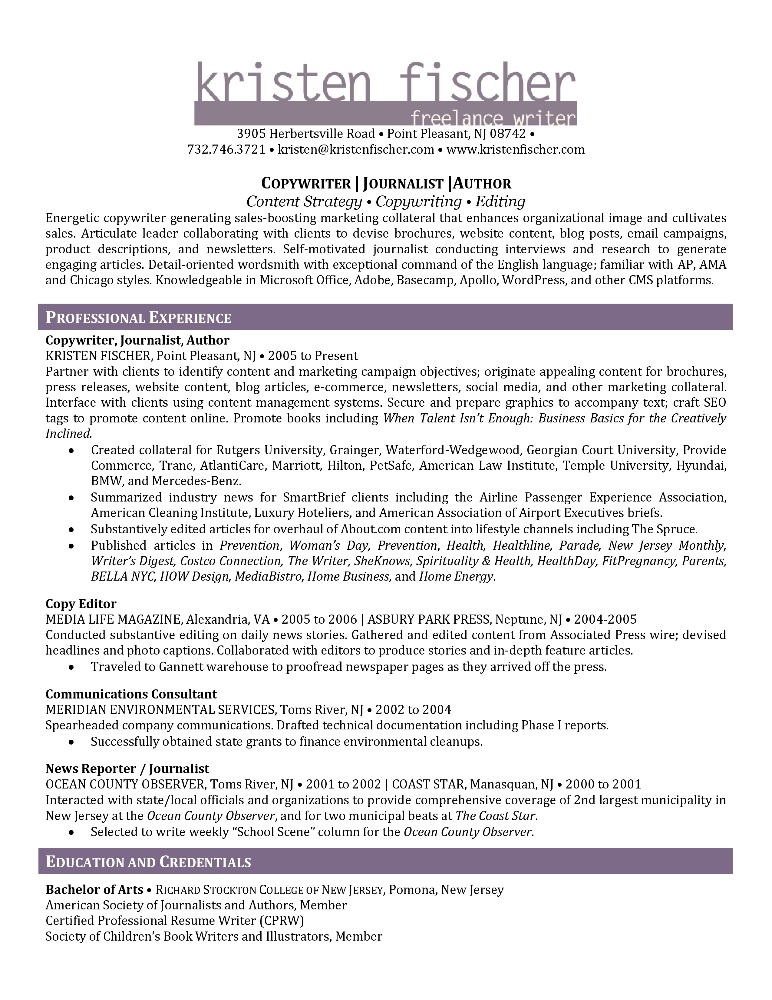 kristen fischer
freelance writer
3905 Herbertsville Road • Point Pleasant, NJ 08742 •
732.746.3721 • kristen@kristenfischer.com • www.kristenfischer.com
COPYWRITER | JOURNALIST |AUTHOR
Content Strategy • Copywriting • Editing
Energetic copywriter generating sales-boosting marketing collateral that enhances organizational image and cultivates
sales. Articulate leader collaborating with clients to devise brochures, website content, blog posts, email campaigns,
product descriptions, and newsletters. Self-motivated journalist conducting interviews and research to generate
engaging articles. Detail-oriented wordsmith with exceptional command of the English language; familiar with AP, AMA
and Chicago styles. Knowledgeable in Microsoft Office, Adobe, Basecamp, Apollo, WordPress, and other CMS platforms.
PROFESSIONAL EXPERIENCE
Copywriter, Journalist, Author
KRISTEN FISCHER, Point Pleasant, NJ • 2005 to Present
Partner with clients to identify content and marketing campaign objectives; originate appealing content for brochures,
press releases, website content, blog articles, e-commerce, newsletters, social media, and other marketing collateral.
Interface with clients using content management systems. Secure and prepare graphics to accompany text; craft SEO
tags to promote content online. Promote books including When Talent Isn't Enough: Business Basics for the Creatively
Inclined.
• Created collateral for Rutgers University, Grainger, Waterford-Wedgewood, Georgian Court University, Provide
Commerce, Trane, AtlantiCare, Marriott, Hilton, PetSafe, American Law Institute, Temple University, Hyundai,
BMW, and Mercedes-Benz.
• Summarized industry news for SmartBrief clients including the Airline Passenger Experience Association,
American Cleaning Institute, Luxury Hoteliers, and American Association of Airport Executives briefs.
• Substantively edited articles for overhaul of About.com content into lifestyle channels including The Spruce.
• Published articles in Prevention, Woman's Day, Prevention, Health, Healthline, Parade, New Jersey Monthly,
Writer's Digest, Costco Connection, The Writer, SheKnows, Spirituality & Health, HealthDay, FitPregnancy, Parents,
BELLA NYC, HOW Design, MediaBistro, Home Business, and Home Energy.
Copy Editor
MEDIA LIFE MAGAZINE, Alexandria, VA • 2005 to 2006 | ASBURY PARK PRESS, Neptune, NJ • 2004-2005
Conducted substantive editing on daily news stories. Gathered and edited content from Associated Press wire; devised
headlines and photo captions. Collaborated with editors to produce stories and in-depth feature articles.
• Traveled to Gannett warehouse to proofread newspaper pages as they arrived off the press.
Communications Consultant
MERIDIAN ENVIRONMENTAL SERVICES, Toms River, NJ • 2002 to 2004
Spearheaded company communications. Drafted technical documentation including Phase I reports.
• Successfully obtained state grants to finance environmental cleanups.
News Reporter / Journalist
OCEAN COUNTY OBSERVER, Toms River, NJ • 2001 to 2002 | COAST STAR, Manasquan, NJ • 2000 to 2001
Interacted with state/local officials and organizations to provide comprehensive coverage of 2nd largest municipality in
New Jersey at the Ocean County Observer, and for two municipal beats at The Coast Star.
• Selected to write weekly "School Scene" column for the Ocean County Observer.
EDUCATION AND CREDENTIALS
Bachelor of Arts • RICHARD STOCKTON COLLEGE OF NEW JERSEY, Pomona, New Jersey
American Society of Journalists and Authors, Member
Certified Professional Resume Writer (CPRW)
Society of Children's Book Writers and Illustrators, Member